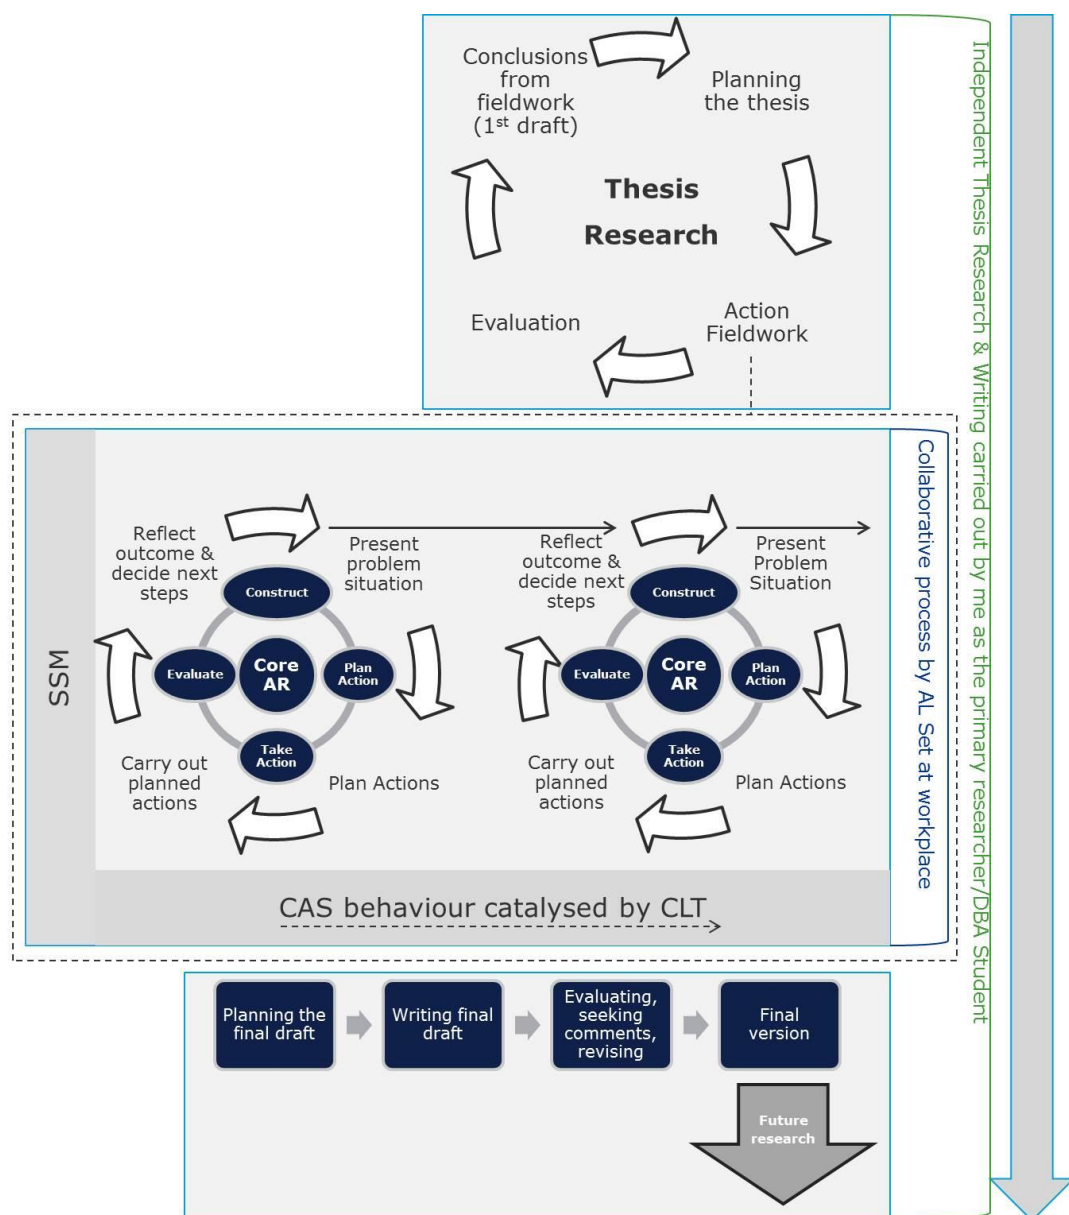 Conclusions
from
fieldwork
(1st draft)
Planning
the thesis
Thesis
Research
Evaluation
Action
Fieldwork
Independent Thesis Research & Writing carried out by me as the primary researcher/DBA Student
Collaborative process by AL Set at workplace
SSM
Reflect
outcome &
decide next
steps
Present
problem
situation
Construct
Evaluate
Core
AR
Plan
Action
Take
Action
Carry out
planned
actions
Plan Actions
Reflect
outcome &
decide next
steps
Present
Problem
Situation
Construct
Evaluate
Core
AR
Plan
Action
Take
Action
Carry out
planned
actions
Plan Actions
CAS behaviour catalysed by CLT
Planning the
final draft
Writing final
draft
Evaluating,
seeking
comments,
revising
Final
version
Future
research